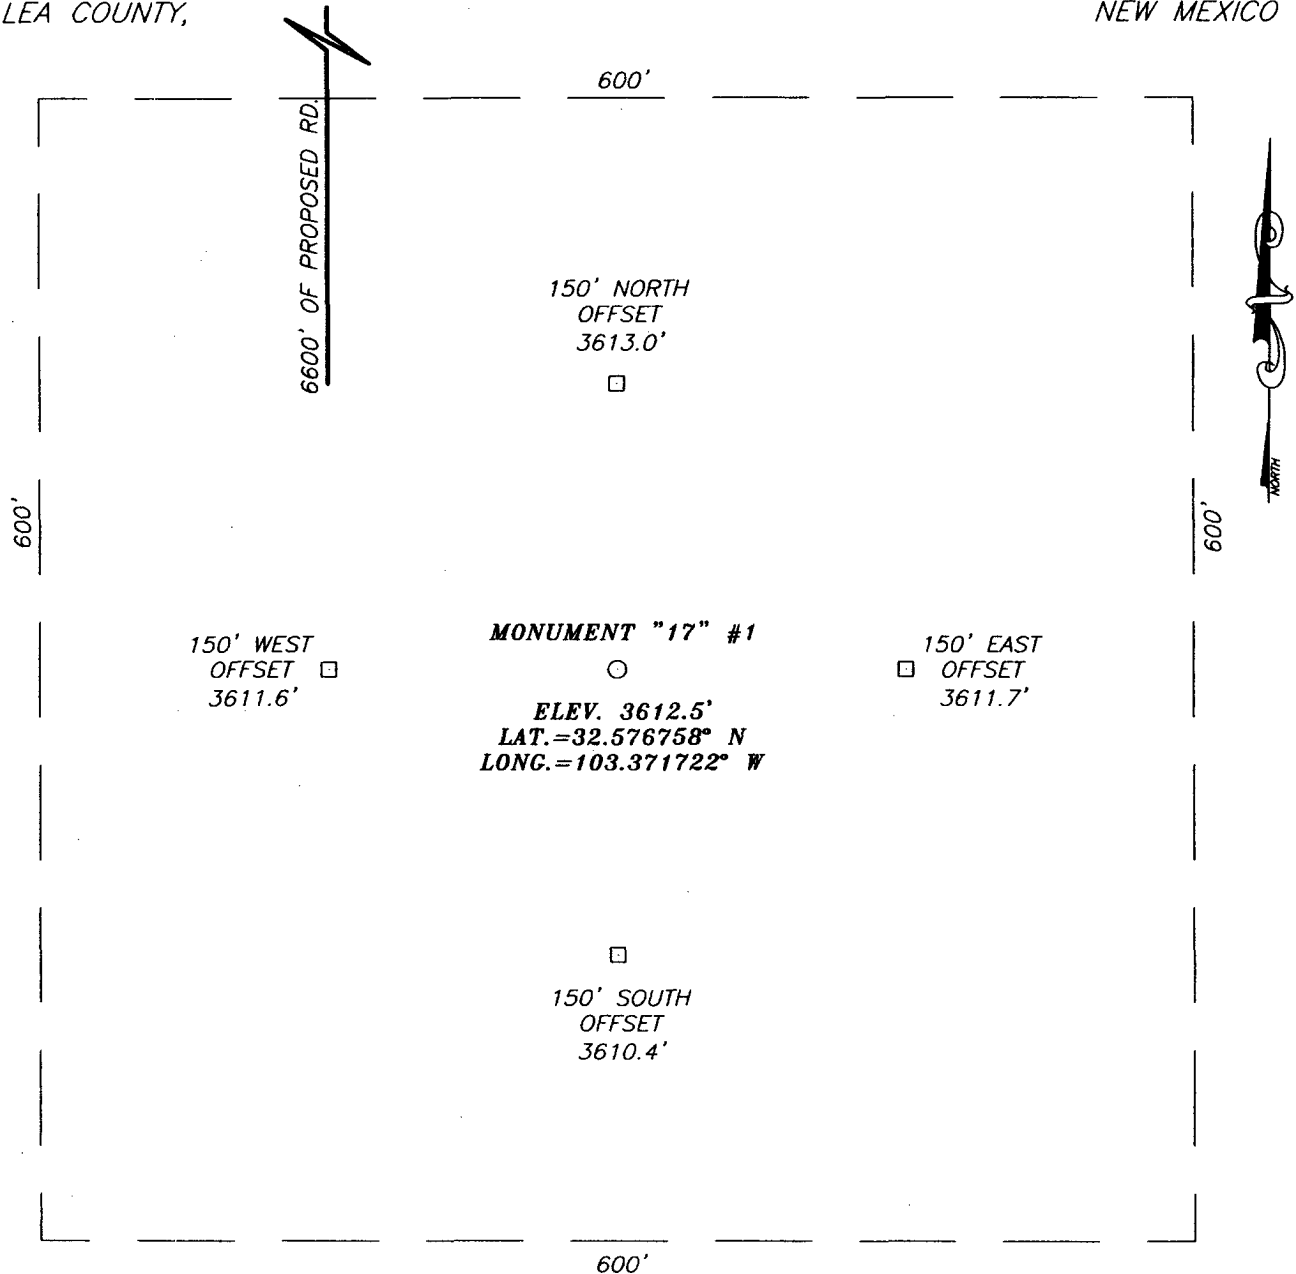 LEA COUNTY,
NEW MEXICO
600'
6600' OF PROPOSED RD.
150' NORTH
OFFSET
3613.0'
NORTH
600'
600'
150' WEST
OFFSET
3611.6'
MONUMENT "17" #1
ELEV. 3612.5'
LAT.=32.576758° N
LONG.=103.371722° W
150' EAST
OFFSET
3611.7'
150' SOUTH
OFFSET
3610.4'
600'